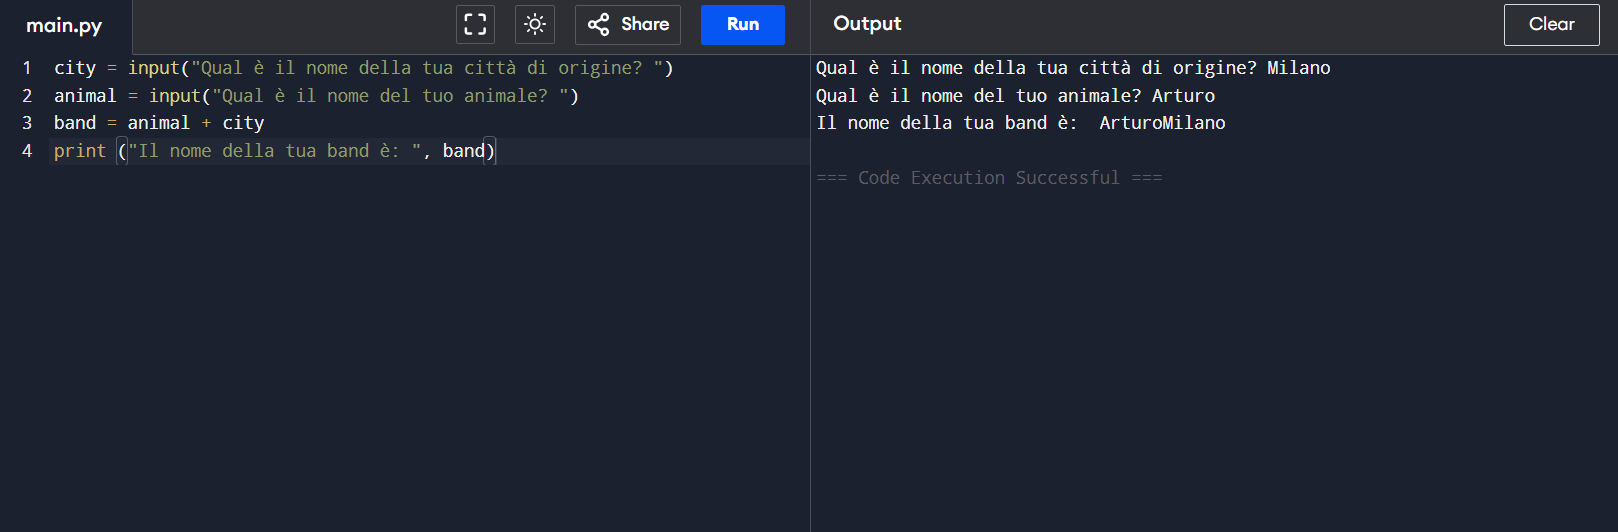 main.py
Share
Run
Output
Clear
1 city = input("Qual è il nome della tua città di origine? ")
2 animal = input("Qual è il nome del tuo animale? ")
3 band = animal + city
4 print ("Il nome della tua band è: ", band)
Qual è il nome della tua città di origine? Milano
Qual è il nome del tuo animale? Arturo
Il nome della tua band è:  ArturoMilano
=== Code Execution Successful ===